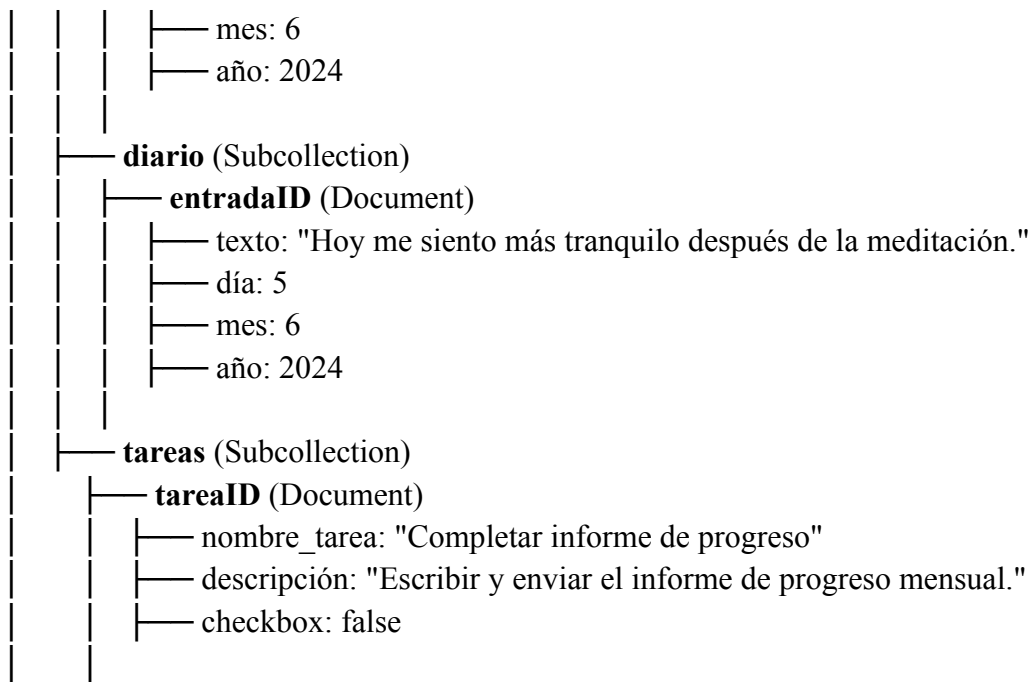 mes: 6
año: 2024
diario (Subcollection)
entradaID (Document)
texto: "Hoy me siento más tranquilo después de la meditación."
día: 5
mes: 6
año: 2024
tareas (Subcollection)
tareaID (Document)
nombre_tarea: "Completar informe de progreso"
descripción: "Escribir y enviar el informe de progreso mensual."
checkbox: false